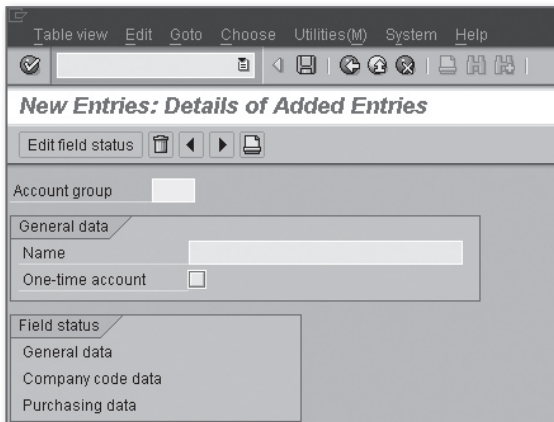 Table view Edit Goto Choose Utilities(M) System Help
New Entries: Details of Added Entries
Edit field status
Account group
General data
Name
One-time account
Field status
General data
Company code data
Purchasing data